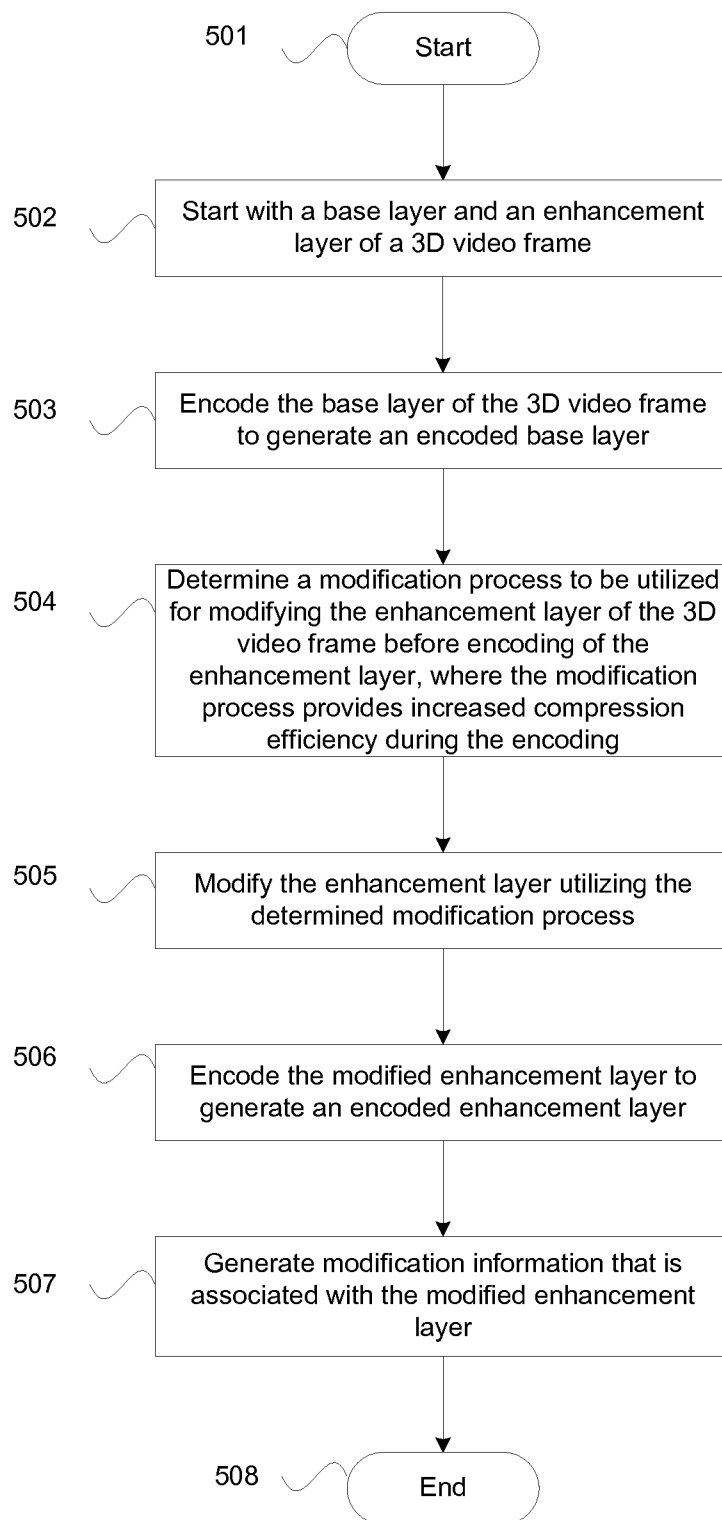 501
Start
502
Start with a base layer and an enhancement
layer of a 3D video frame
503
Encode the base layer of the 3D video frame
to generate an encoded base layer
504
Determine a modification process to be utilized
for modifying the enhancement layer of the 3D
video frame before encoding of the
enhancement layer, where the modification
process provides increased compression
efficiency during the encoding
505
Modify the enhancement layer utilizing the
determined modification process
506
Encode the modified enhancement layer to
generate an encoded enhancement layer
507
Generate modification information that is
associated with the modified enhancement
layer
508
End